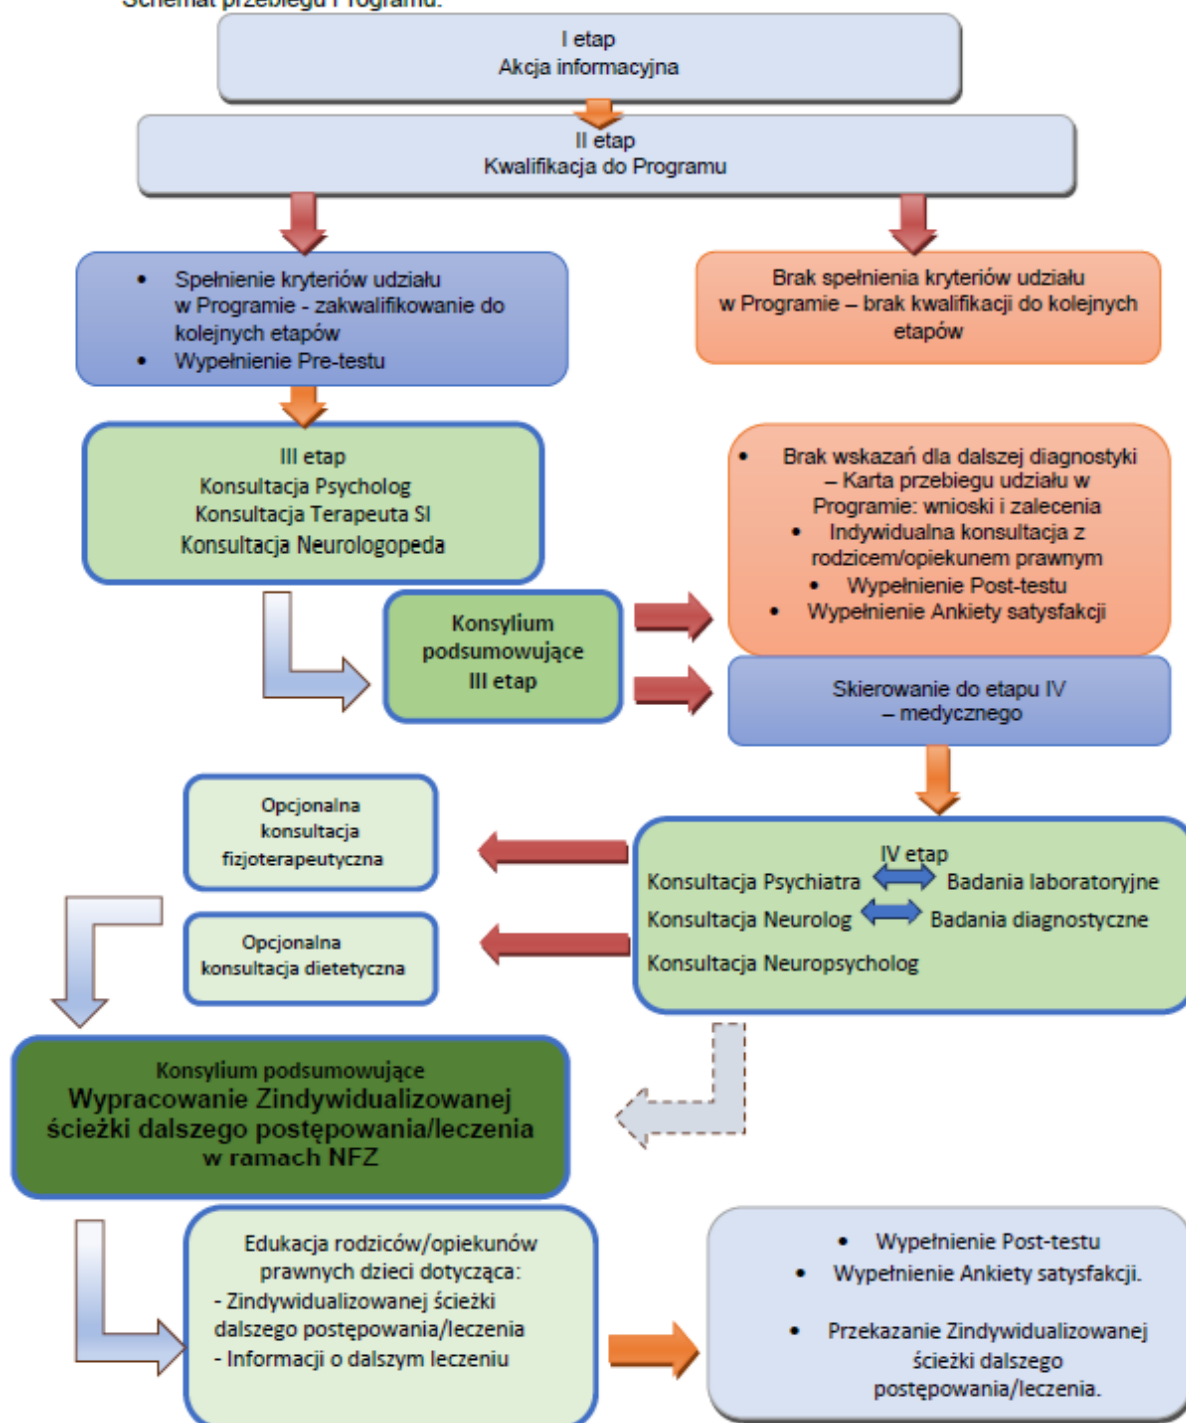 Schemat przebiegu Programu:
I etap
Akcja informacyjna
II etap
Kwalifikacja do Programu
• Spełnienie kryteriów udziału
w Programie - zakwalifikowanie do
kolejnych etapów
• Wypełnienie Pre-testu
Brak spełnienia kryteriów udziału
w Programie – brak kwalifikacji do kolejnych
etapów
III etap
Konsultacja Psycholog
Konsultacja Terapeuta SI
Konsultacja Neurologopeda
• Brak wskazań dla dalszej diagnostyki
– Karta przebiegu udziału w
Programie: wnioski i zalecenia
• Indywidualna konsultacja z
rodzicem/opiekunem prawnym
• Wypełnienie Post-testu
• Wypełnienie Ankiety satysfakcji
Konsylium
podsumowujące
III etap
Skierowanie do etapu IV
– medycznego
Opcjonalna
konsultacja
fizjoterapeutyczna
IV etap
Konsultacja Psychiatra Badania laboratoryjne
Konsultacja Neurolog Badania diagnostyczne
Konsultacja Neuropsycholog
Opcjonalna
konsultacja dietetyczna
Konsylium podsumowujące
Wypracowanie Zindywidualizowanej
ścieżki dalszego postępowania/leczenia
w ramach NFZ
Edukacja rodziców/opiekunów
prawnych dzieci dotycząca:
- Zindywidualizowanej ścieżki
dalszego postępowania/leczenia
- Informacji o dalszym leczeniu
• Wypełnienie Post-testu
• Wypełnienie Ankiety satysfakcji.
• Przekazanie Zindywidualizowanej
ścieżki dalszego
postępowania/leczenia.